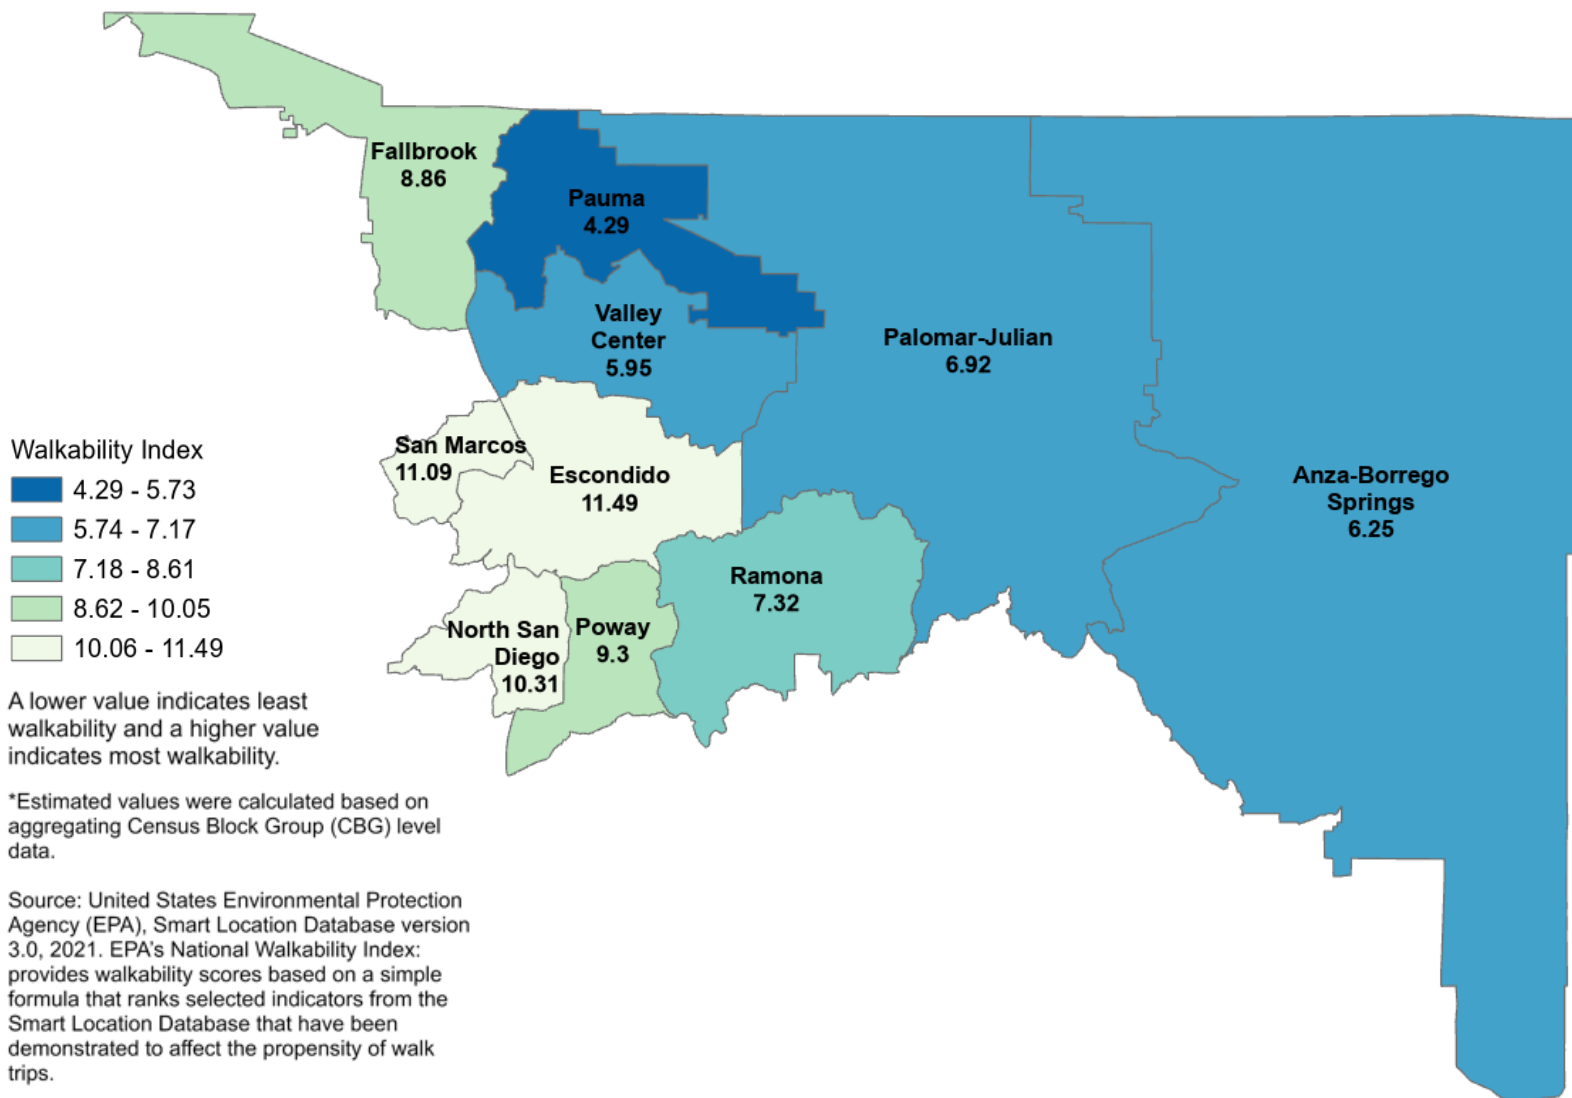 Fallbrook
8.86
Pauma
4.29
Valley
Center
5.95
Palomar-Julian
6.92
San Marcos
11.09
Escondido
11.49
Anza-Borrego
Springs
6.25
Ramona
7.32
North San
Diego
10.31
Poway
9.3
Walkability Index
4.29 - 5.73
5.74 - 7.17
7.18 - 8.61
8.62 - 10.05
10.06 - 11.49
A lower value indicates least
walkability and a higher value
indicates most walkability.
*Estimated values were calculated based on
aggregating Census Block Group (CBG) level
data.
Source: United States Environmental Protection
Agency (EPA), Smart Location Database version
3.0, 2021. EPA's National Walkability Index:
provides walkability scores based on a simple
formula that ranks selected indicators from the
Smart Location Database that have been
demonstrated to affect the propensity of walk
trips.